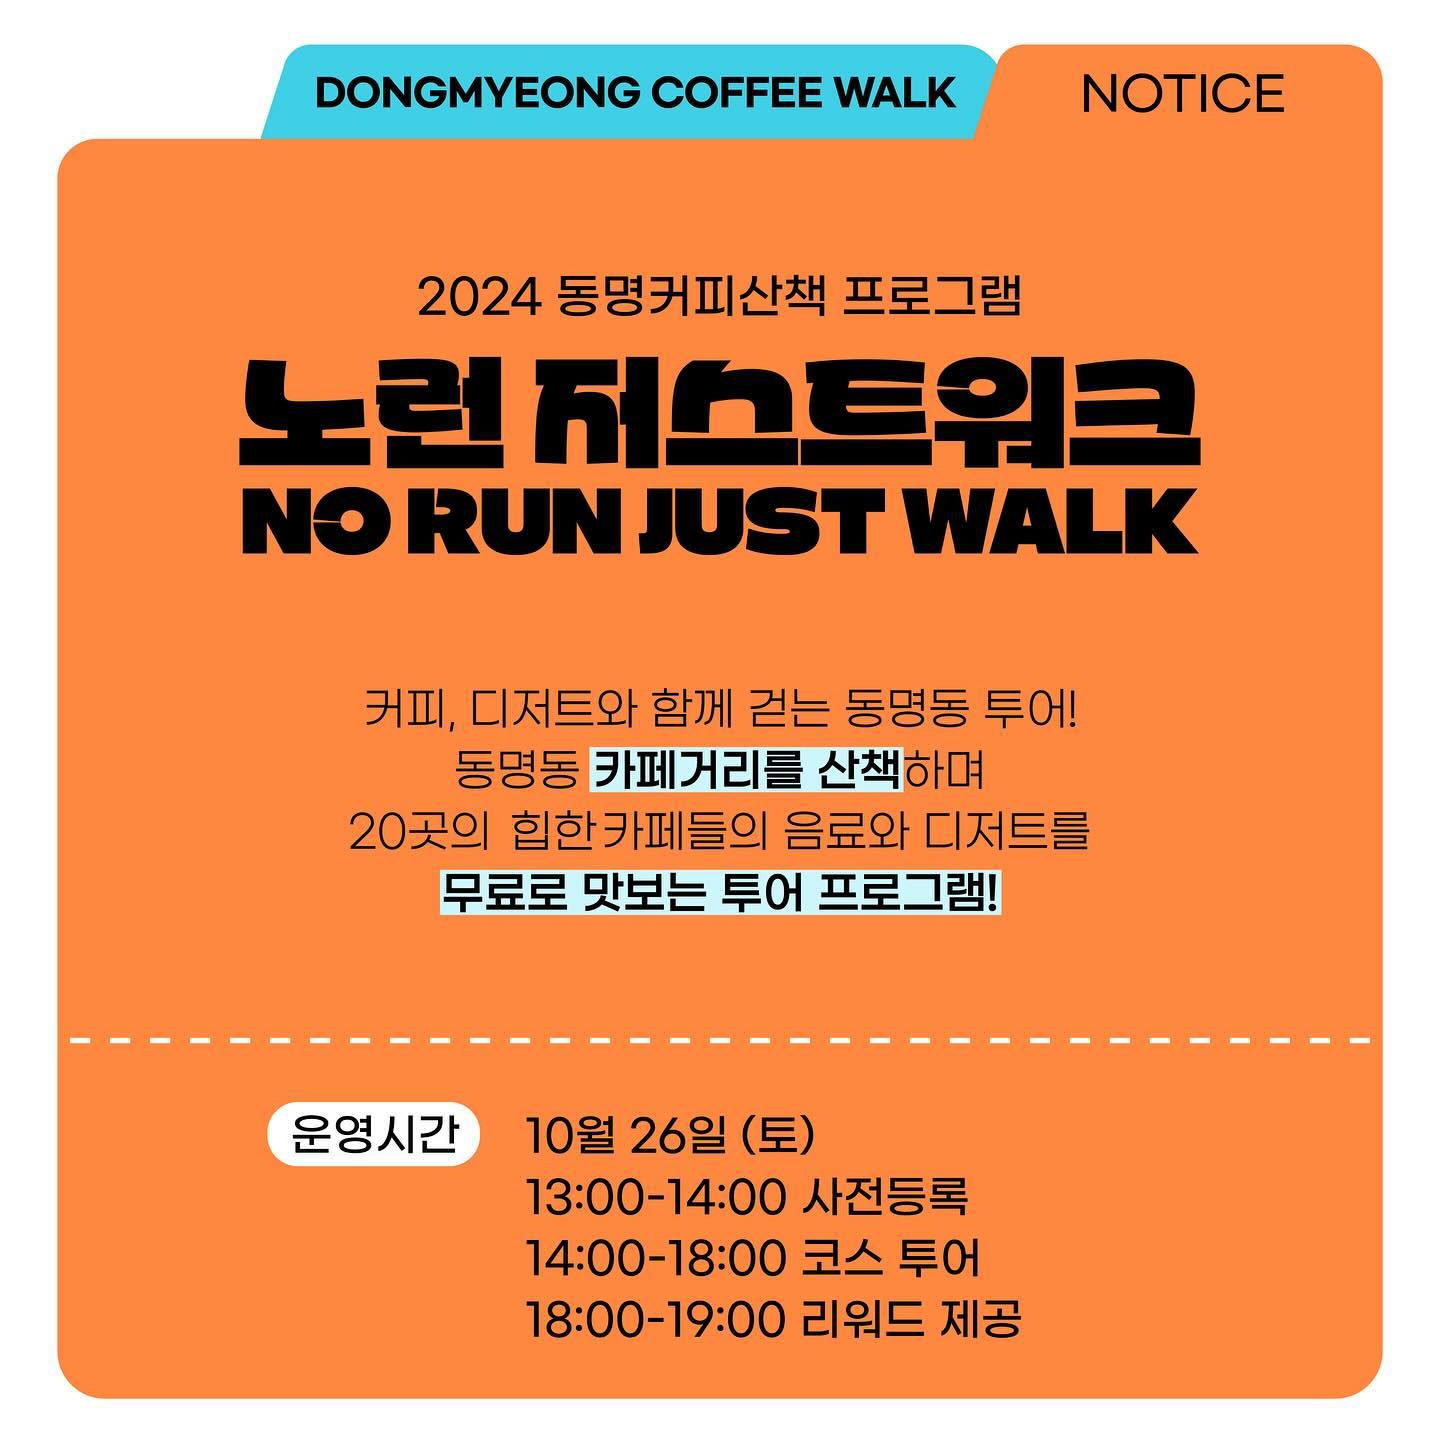 DONGMYEONG COFFEE WALK
NOTICE
2024 동명커피산책 프로그램
노런 저스트워크
NO RUN JUST WALK
커피, 디저트와 함께 걷는 동명동 투어!
동명동 카페거리를 산책하며
20곳의 힙한카페들의 음료와 디저트를
무료로 맛보는 투어 프로그램!
운영시간 10월 26일 (토)
13:00-14:00 사전등록
14:00-18:00 코스 투어
18:00-19:00 리워드 제공